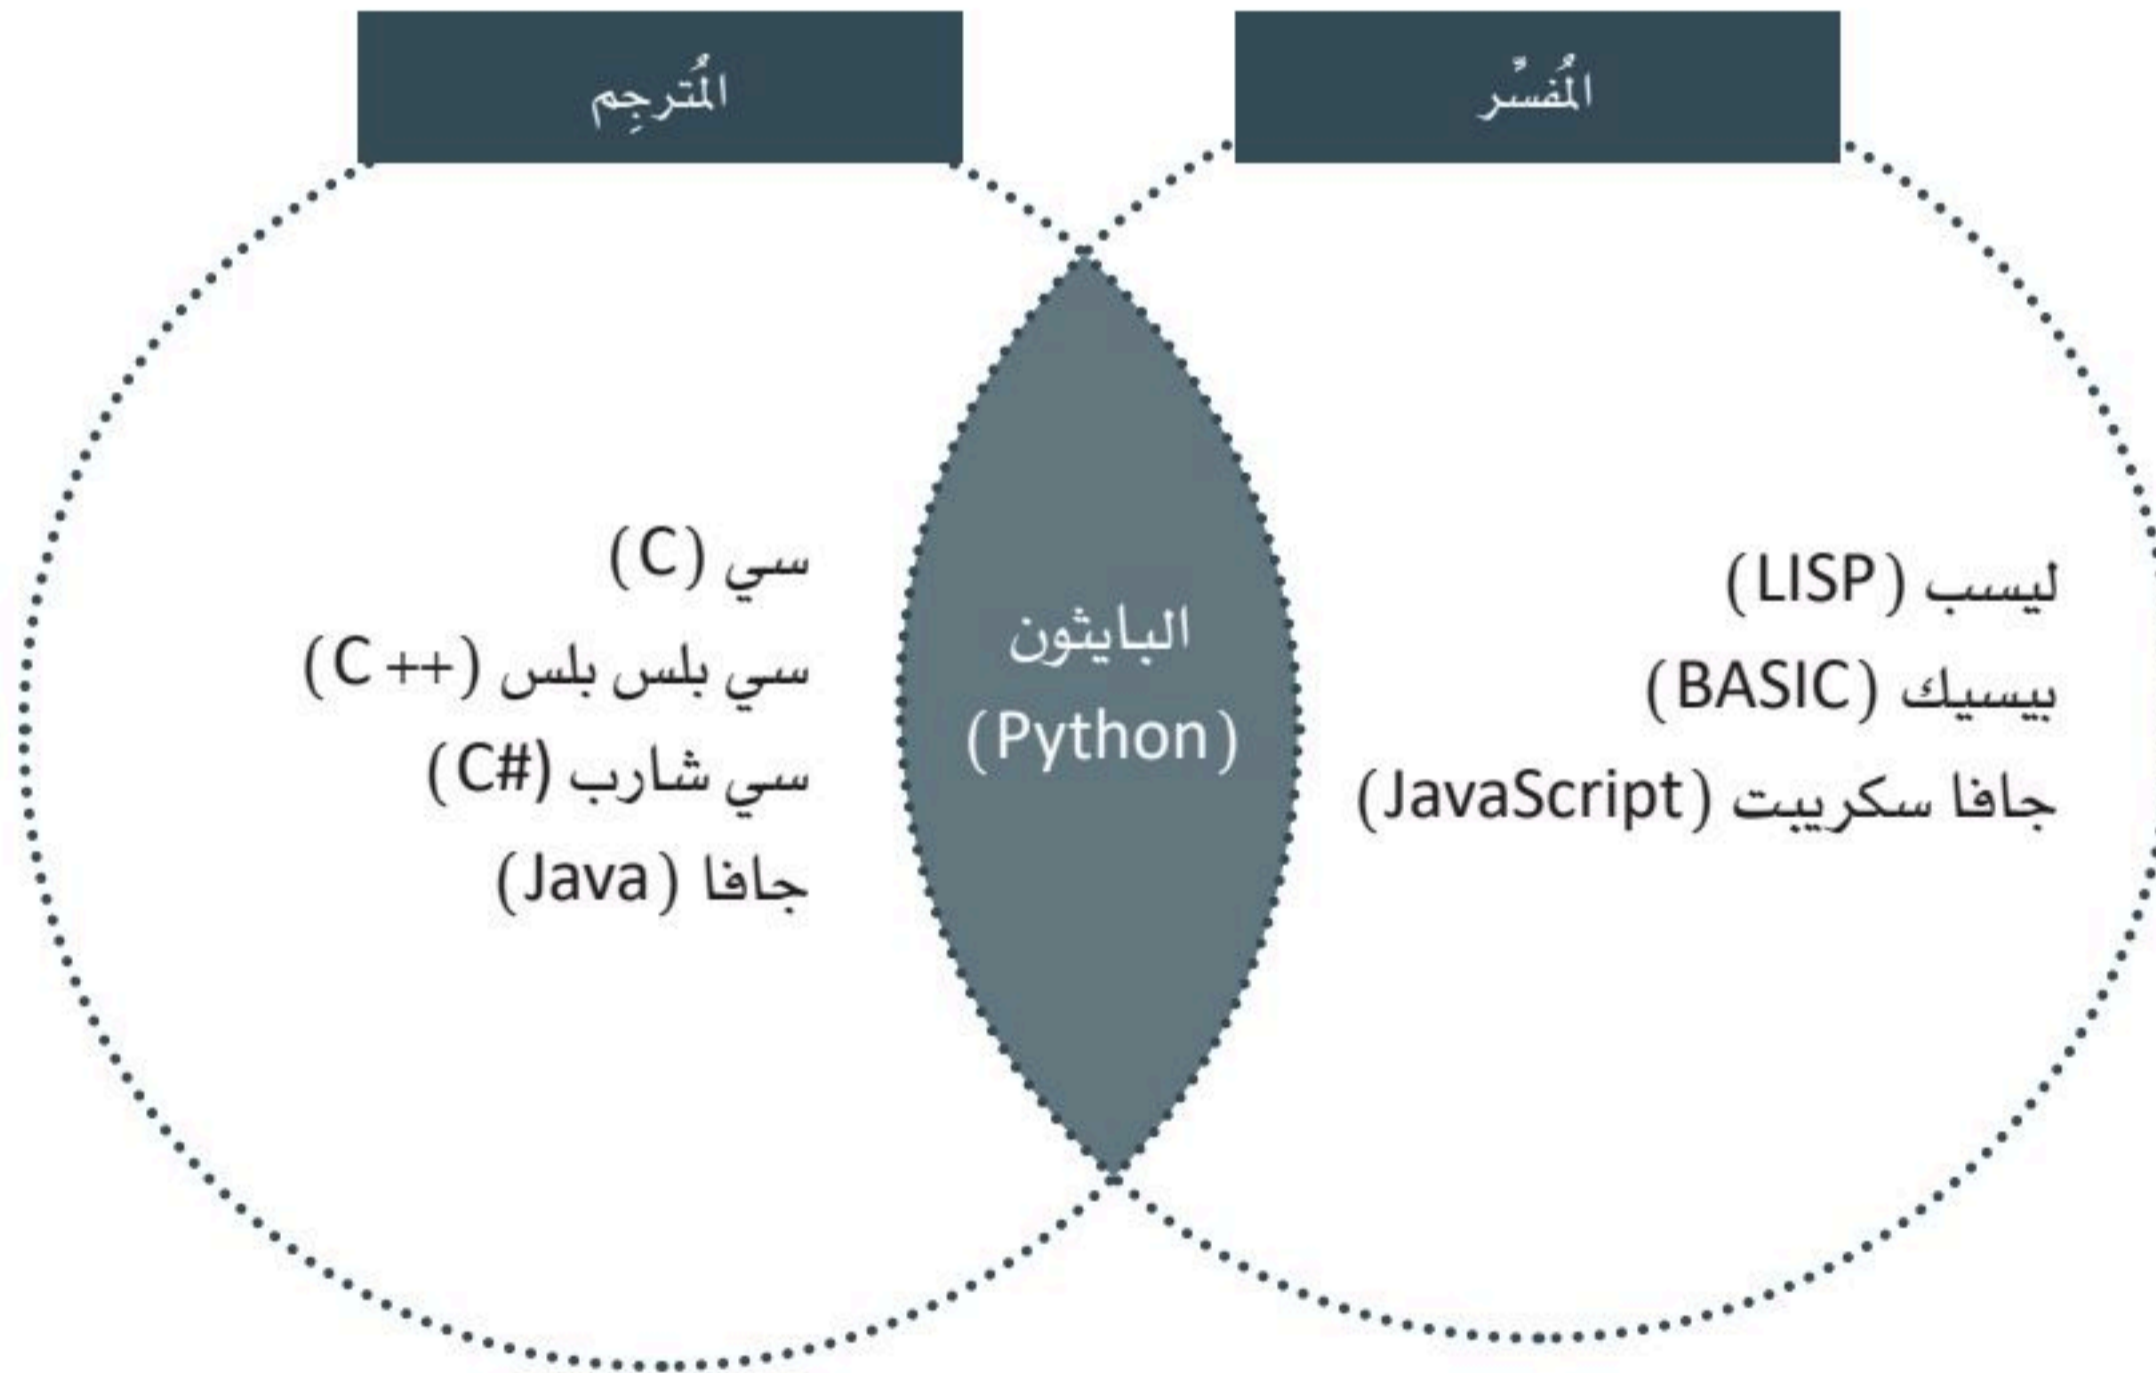 المُفسِّر
المُترجِم
ليسب (LISP)
بيسيك (BASIC)
جافا سكريبت (JavaScript)
البايثون
(Python)
سي (C)
سي بلس بلس (C ++)
سي شارب (C#)
جافا (Java)